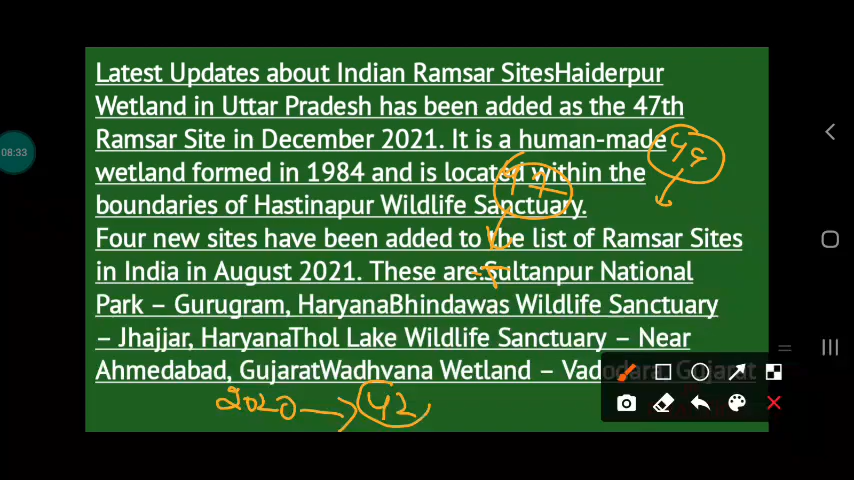 Latest Updates about Indian Ramsar SitesHaiderpur
Wetland in Uttar Pradesh has been added as the 47th
Ramsar Site in December 2021. It is a human-made
wetland formed in 1984 and is located within the
boundaries of Hastinapur Wildlife Sanctuary.
Four new sites have been added to the list of Ramsar Sites
in India in August 2021. These are:Sultanpur National
Park – Gurugram, HaryanaBhindawas Wildlife Sanctuary
– Jhajjar, HaryanaThol Lake Wildlife Sanctuary – Near
Ahmedabad, GujaratWadhvana Wetland – Vadodara, Gujarat
2020 → 42
08:33